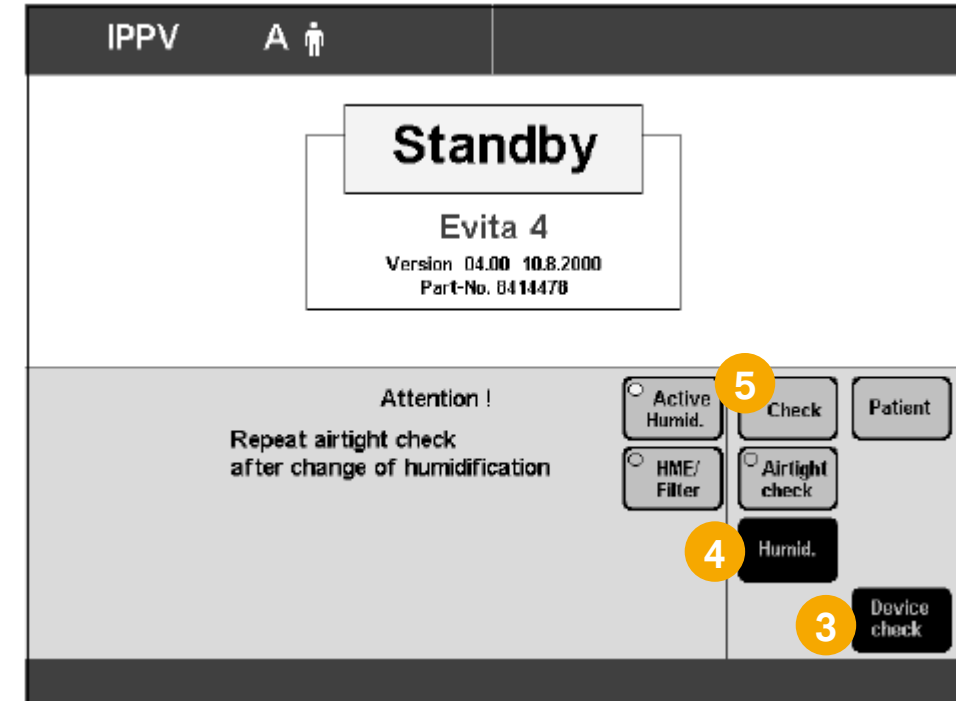 IPPV A
Standby
Evita 4
Version 04.00 10.8.2000
Part-No. 8414478
Attention !
Repeat airtight check
after change of humidification
Active
Humid.
5
Check
Patient
HME/
Filter
Airtight
check
4
Humid.
3
Device
check